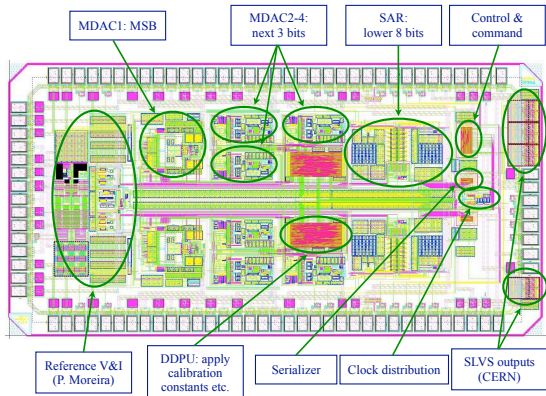 MDAC1: MSB
MDAC2-4:
next 3 bits
SAR:
lower 8 bits
Control &
command
Reference V&I
(P. Moreira)
DDPU: apply
calibration
constants etc.
Serializer
Clock distribution
SLVS outputs
(CERN)